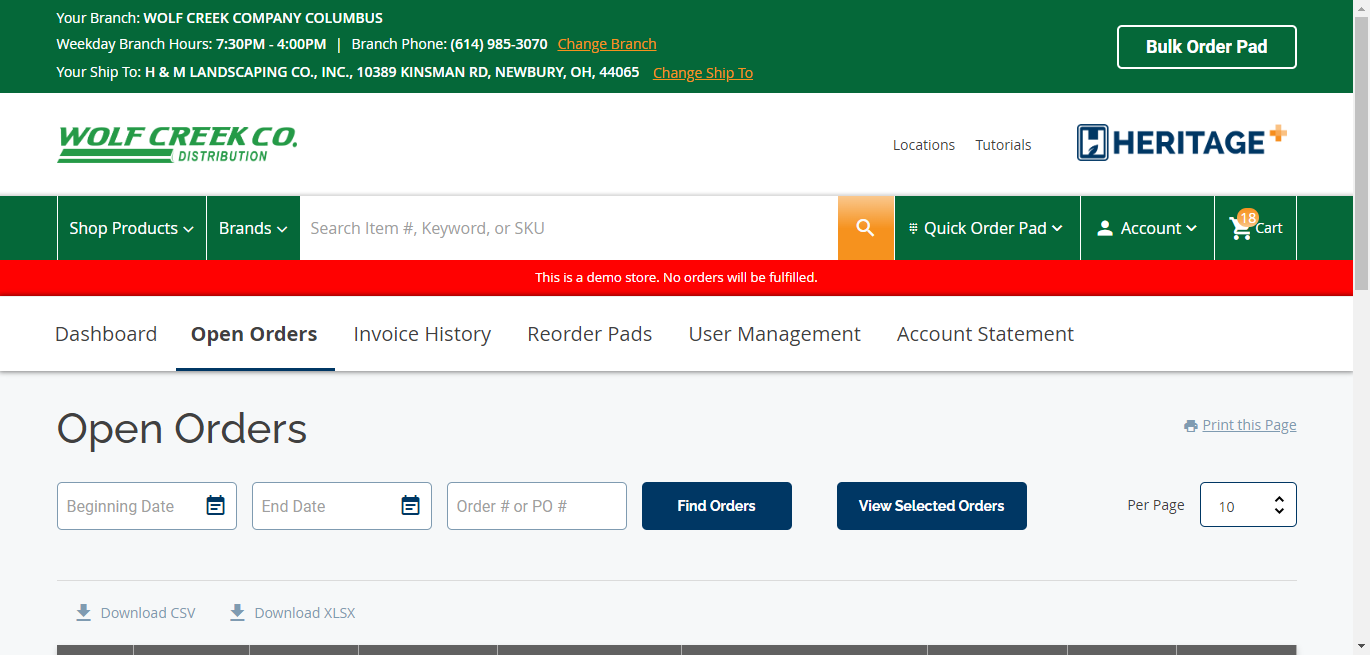 Your Branch: WOLF CREEK COMPANY COLUMBUS
Weekday Branch Hours: 7:30PM - 4:00PM | Branch Phone: (614) 985-3070 Change Branch
Your Ship To: H & M LANDSCAPING CO., INC., 10389 KINSMAN RD, NEWBURY, OH, 44065 Change Ship To
Bulk Order Pad
WOLF CREEK CO.
DISTRIBUTION
Locations Tutorials
HERITAGE+
Shop Products Brands Search Item #, Keyword, or SKU Quick Order Pad Account 18 Cart
This is a demo store. No orders will be fulfilled.
Dashboard Open Orders Invoice History Reorder Pads User Management Account Statement
Open Orders
Print this Page
Beginning Date End Date Order # or PO # Find Orders View Selected Orders Per Page 10
Download CSV Download XLSX